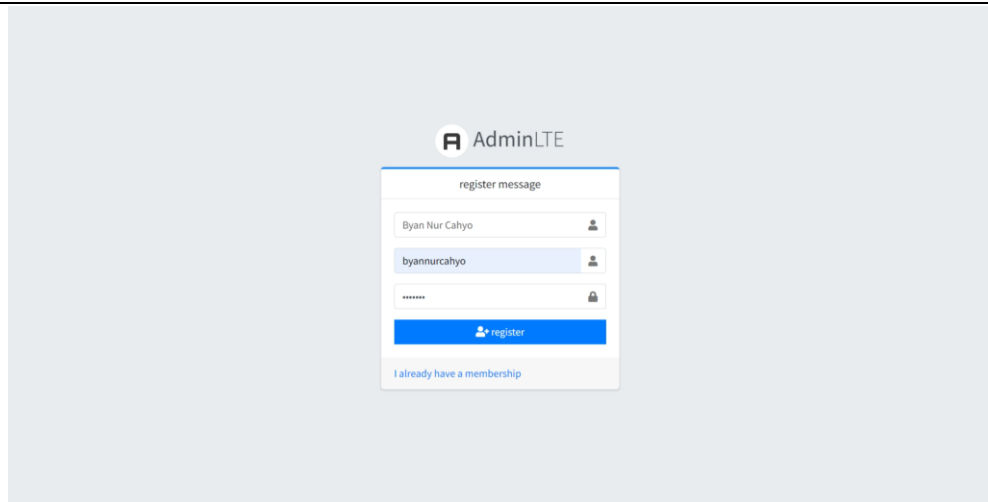 AdminLTE
register message
Byan Nur Cahyo
byannurcahyo
•••••••
register
I already have a membership